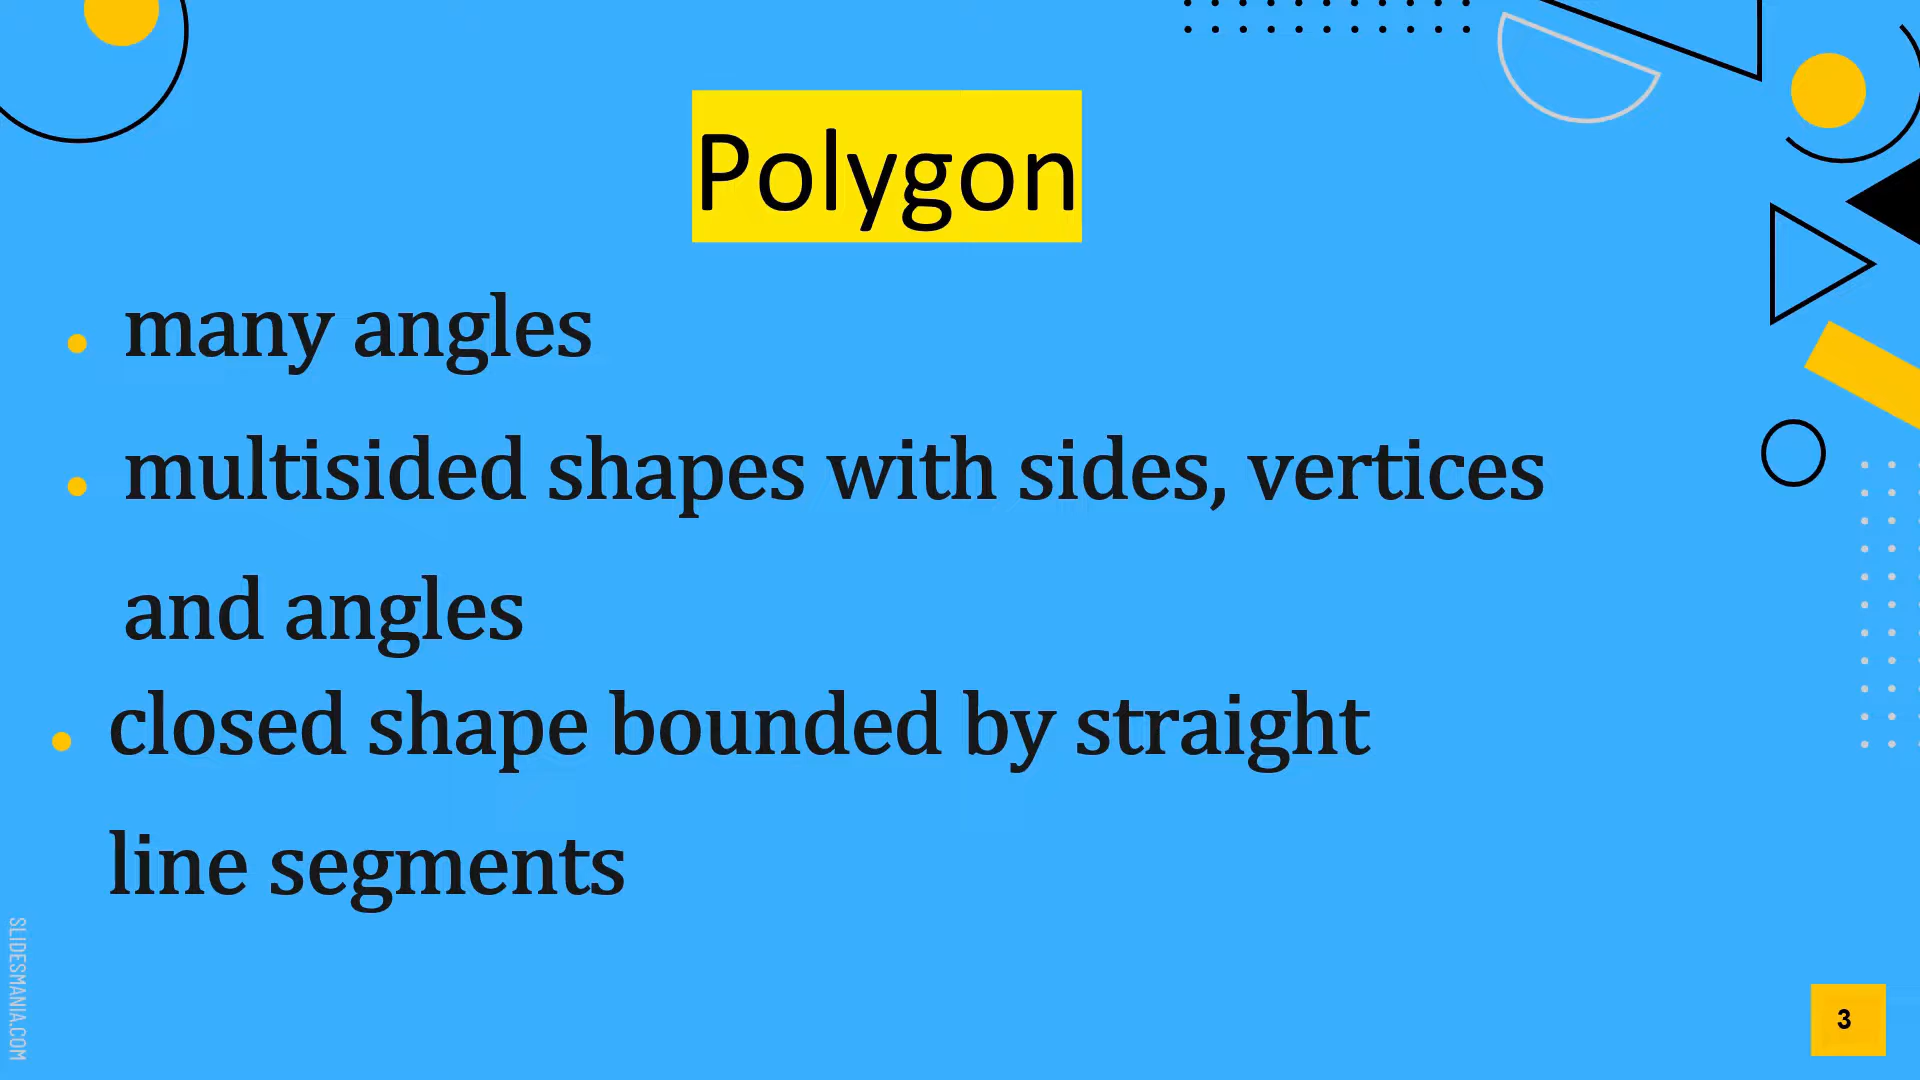 Polygon
many angles
multisided shapes with sides, vertices
and angles
closed shape bounded by straight
line segments
SLIDESMANIA.COM
3